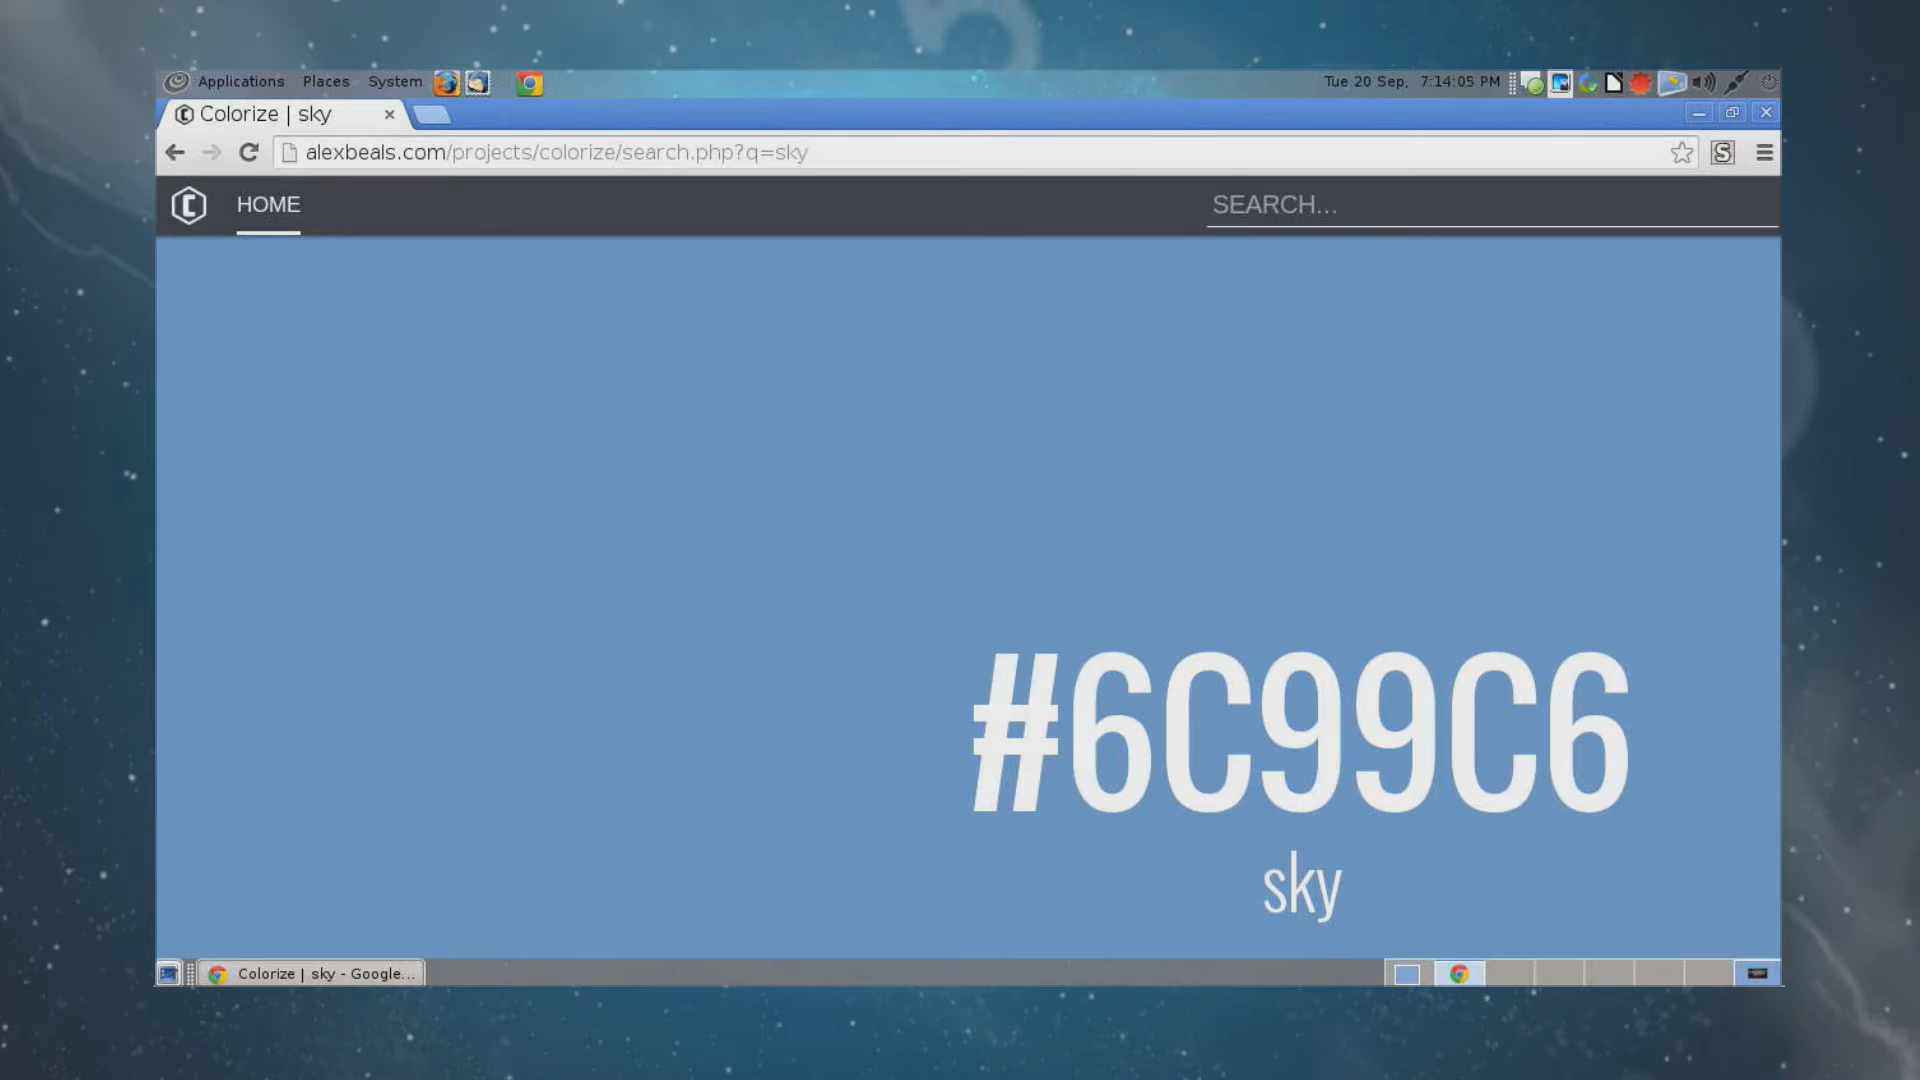 Applications Places System Tue 20 Sep, 7:14:05 PM
Colorize | sky
alexbeals.com/projects/colorize/search.php?q=sky
HOME SEARCH...
#6C99C6
sky
Colorize | sky - Google...